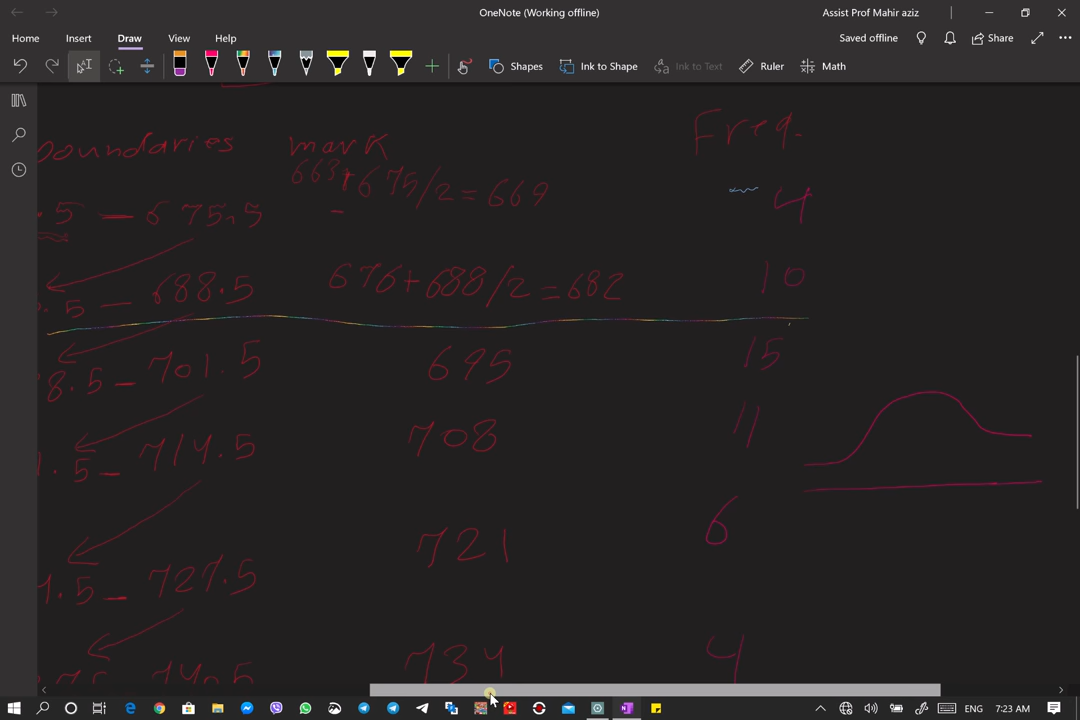 OneNote (Working offline)
Assist Prof Mahir aziz
Home Insert Draw View Help
Saved offline
Share
Shapes
Ink to Shape
Ink to Text
Ruler
Math
boundaries mark Freq.
663+675/2=669
.5 — 675.5 4
.5 — 688.5 676+688/2=682 10
8.5 — 701.5 695 15
1.5 — 714.5 708 11
721 6
.5 — 727.5
734 4
ENG 7:23 AM